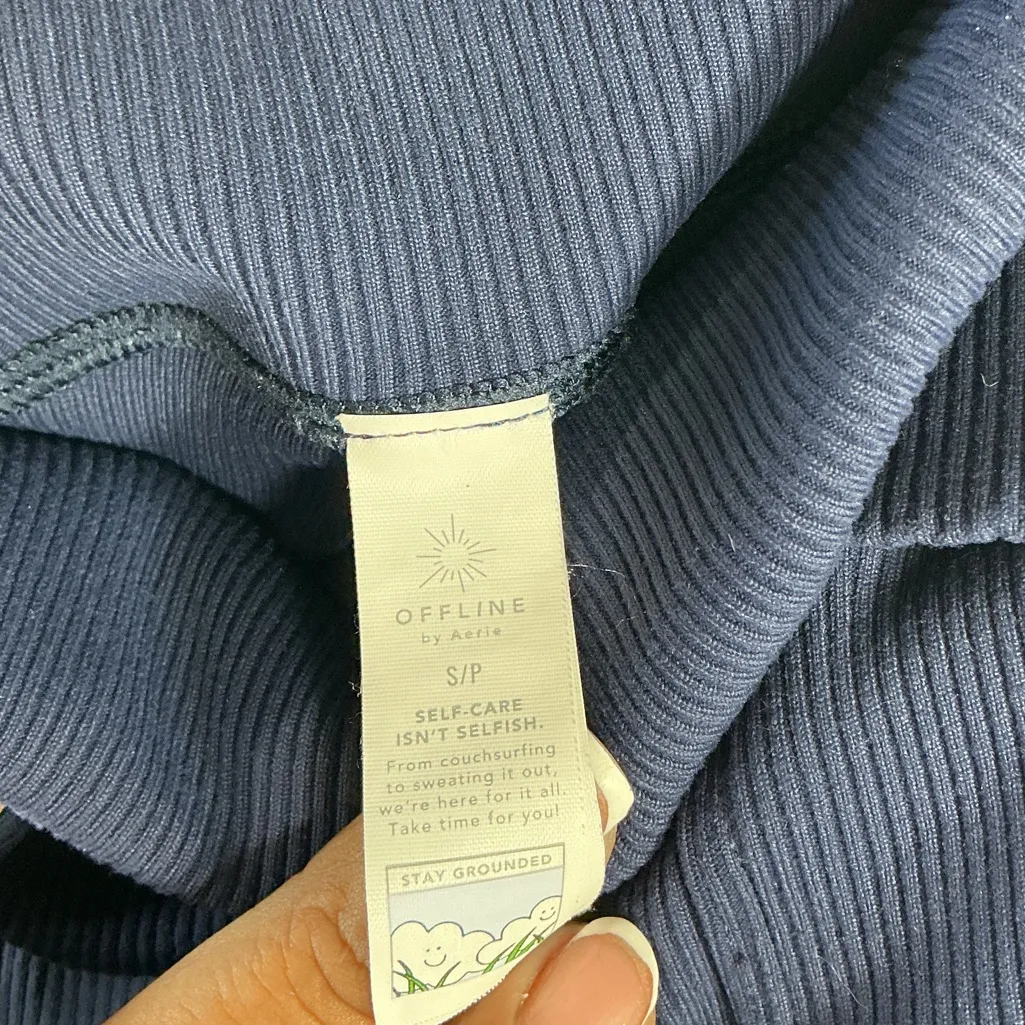 OFFLINE
by Aerie
S/P
SELF-CARE
ISN'T SELFISH.
From couchsurfing
to sweating it out,
we're here for it all.
Take time for you!
STAY GROUNDED